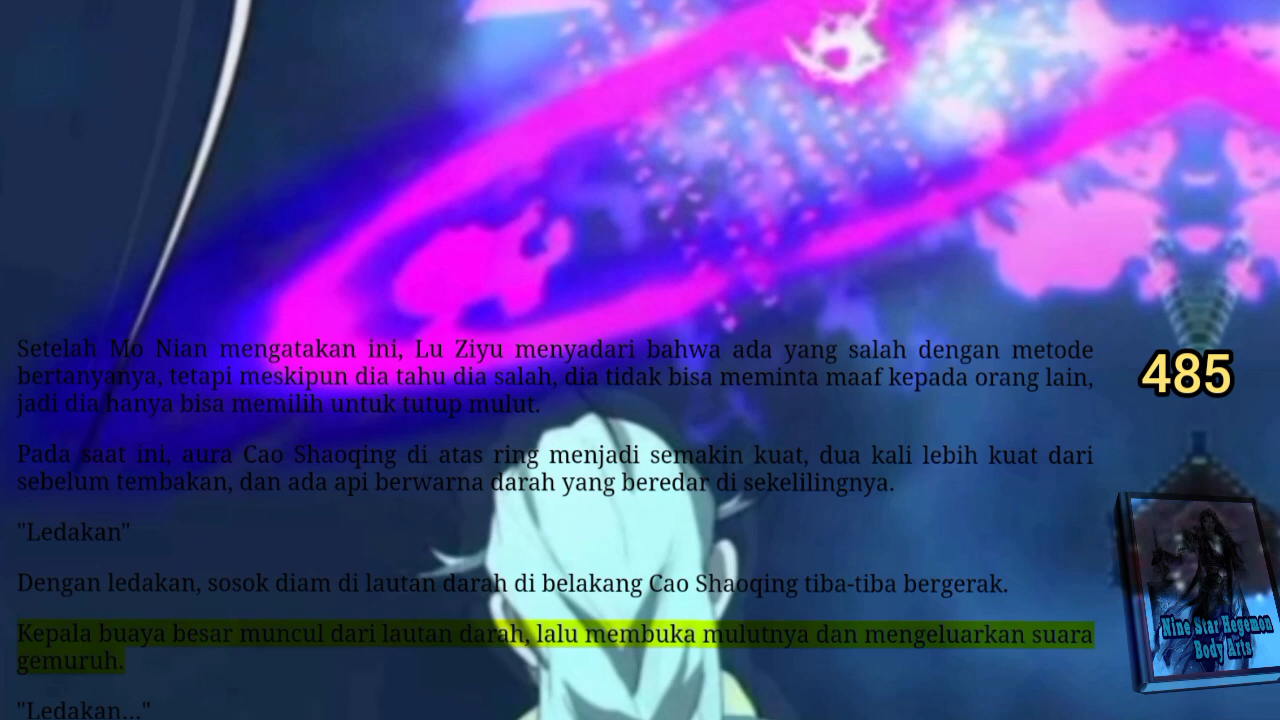 Setelah Mo Nian mengatakan ini, Lu Ziyu menyadari bahwa ada yang salah dengan metode
bertanyanya, tetapi meskipun dia tahu dia salah, dia tidak bisa meminta maaf kepada orang lain,
jadi dia hanya bisa memilih untuk tutup mulut.
Pada saat ini, aura Cao Shaoqing di atas ring menjadi semakin kuat, dua kali lebih kuat dari
sebelum tembakan, dan ada api berwarna darah yang beredar di sekelilingnya.
"Ledakan"
Dengan ledakan, sosok diam di lautan darah di belakang Cao Shaoqing tiba-tiba bergerak.
Kepala buaya besar muncul dari lautan darah, lalu membuka mulutnya dan mengeluarkan suara
gemuruh.
"Ledakan..."
485
Nine Star Hegemon
Body Arts